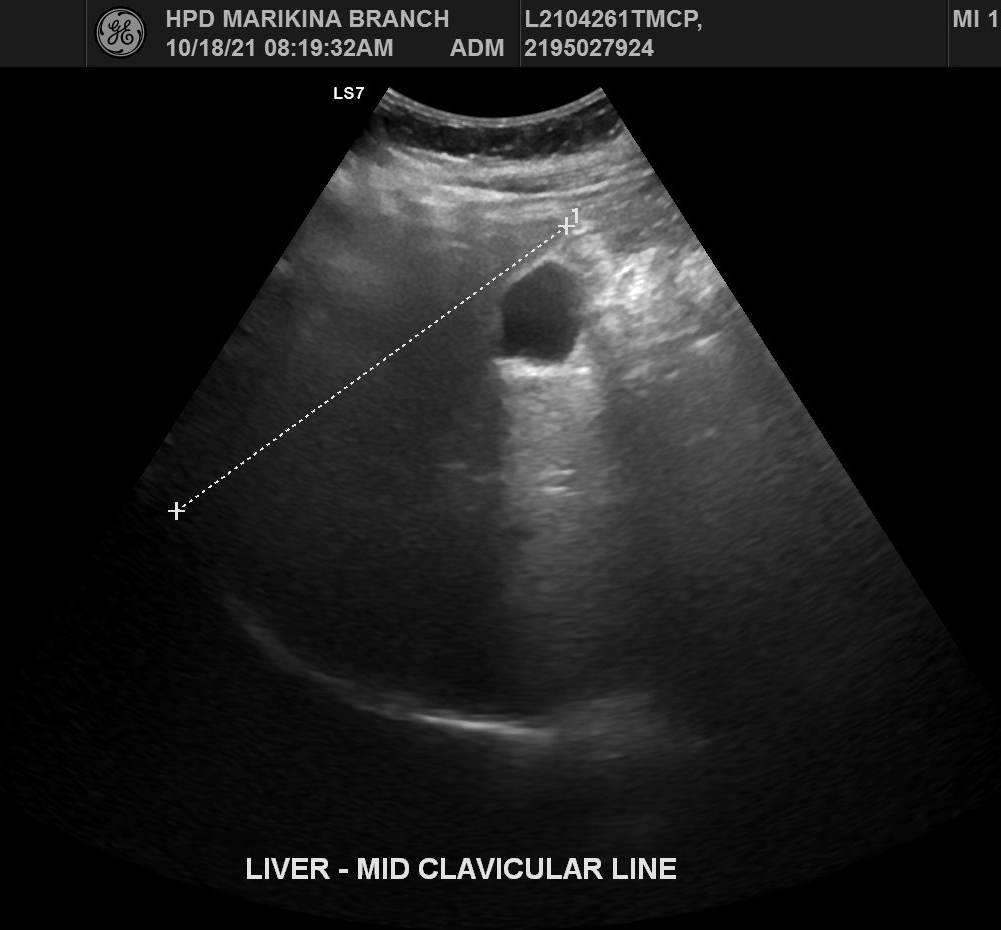 HPD MARIKINA BRANCH
10/18/21 08:19:32AM ADM
L2104261TMCP,
2195027924
MI 1
LS7
1
LIVER - MID CLAVICULAR LINE